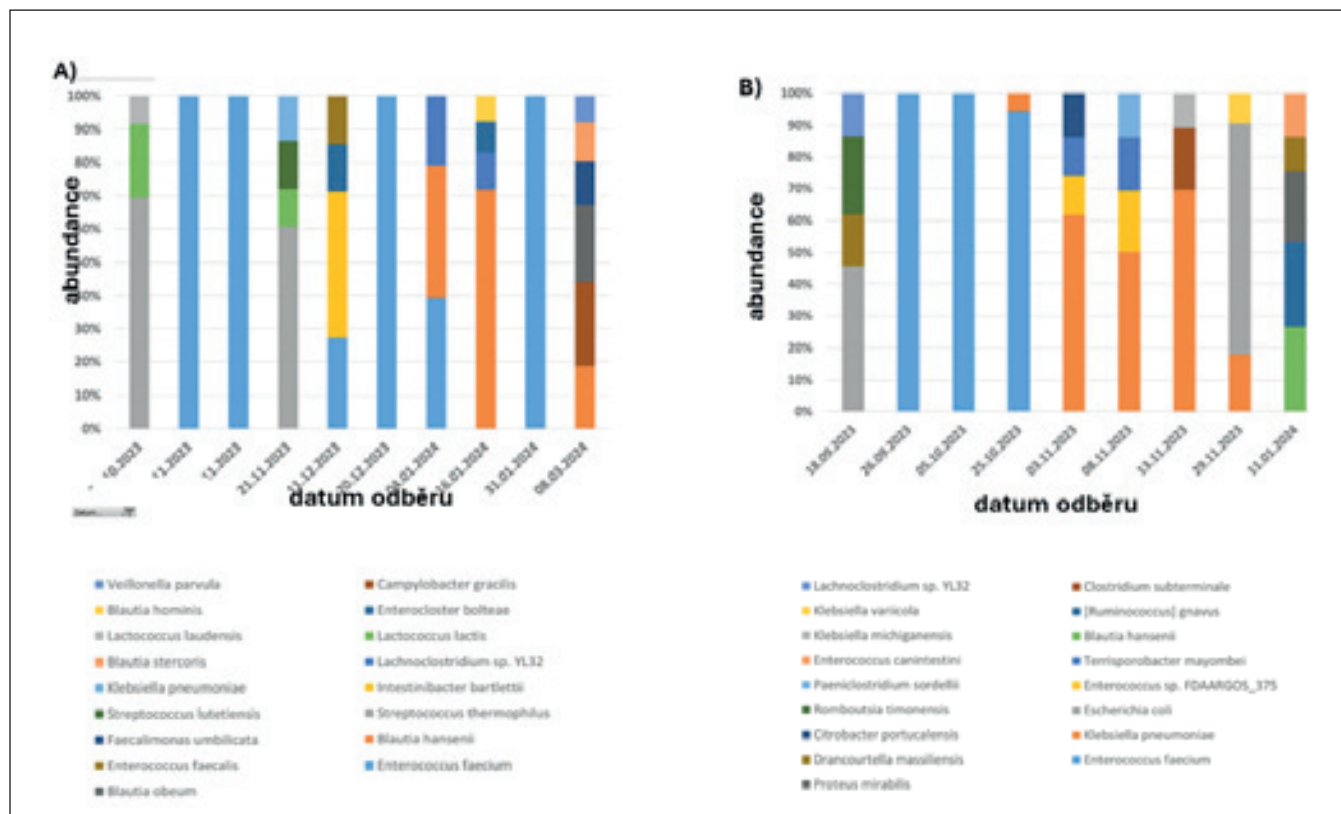 A)
100%
90%
80%
70%
60%
50%
40%
30%
20%
10%
0%
abundance
21.11.2023
11.12.2023
20.12.2023
16.01.2024
31.01.2024
08.03.2024
datum odběru
Veillonella parvula
Campylobacter gracilis
Blautia hominis
Enterocloster bolteae
Lactococcus laudensis
Lactococcus lactis
Blautia stercoris
Lachnoclostridium sp. YL32
Klebsiella pneumoniae
Intestinibacter bartlettii
Streptococcus lutetiensis
Streptococcus thermophilus
Faecalimonas umbilicata
Blautia hansenii
Enterococcus faecalis
Enterococcus faecium
Blautia obeum
B)
100%
90%
80%
70%
60%
50%
40%
30%
20%
10%
0%
abundance
18.09.2023
26.09.2023
05.10.2023
25.10.2023
03.11.2023
08.11.2023
13.11.2023
29.11.2023
11.01.2024
datum odběru
Lachnoclostridium sp. YL32
Clostridium subterminale
Klebsiella variicola
[Ruminococcus] gnavus
Klebsiella michiganensis
Blautia hansenii
Enterococcus canintestini
Terrisporobacter mayombei
Paeniclostridium sordellii
Enterococcus sp. FDAARGOS_375
Romboutsia timonensis
Escherichia coli
Citrobacter portucalensis
Klebsiella pneumoniae
Drancourtella massiliensis
Enterococcus faecium
Proteus mirabilis